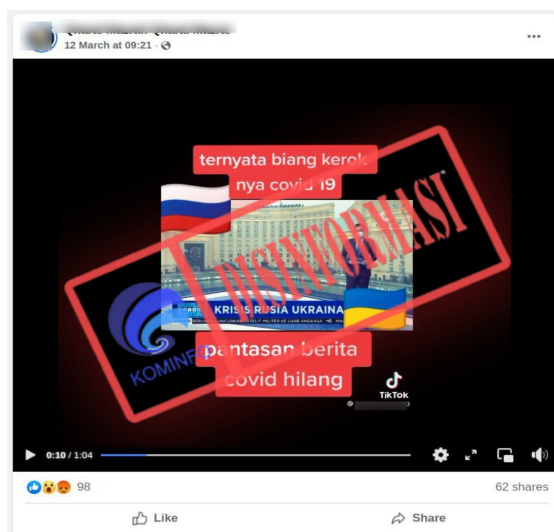 12 March at 09:21
ternyata biang kerok
nya covid 19
DISINFORMASI
KRISIS RUSIA UKRAINA
KOMINFO
pantasan berita
covid hilang
TikTok
0:10 / 1:04
98
62 shares
Like
Share